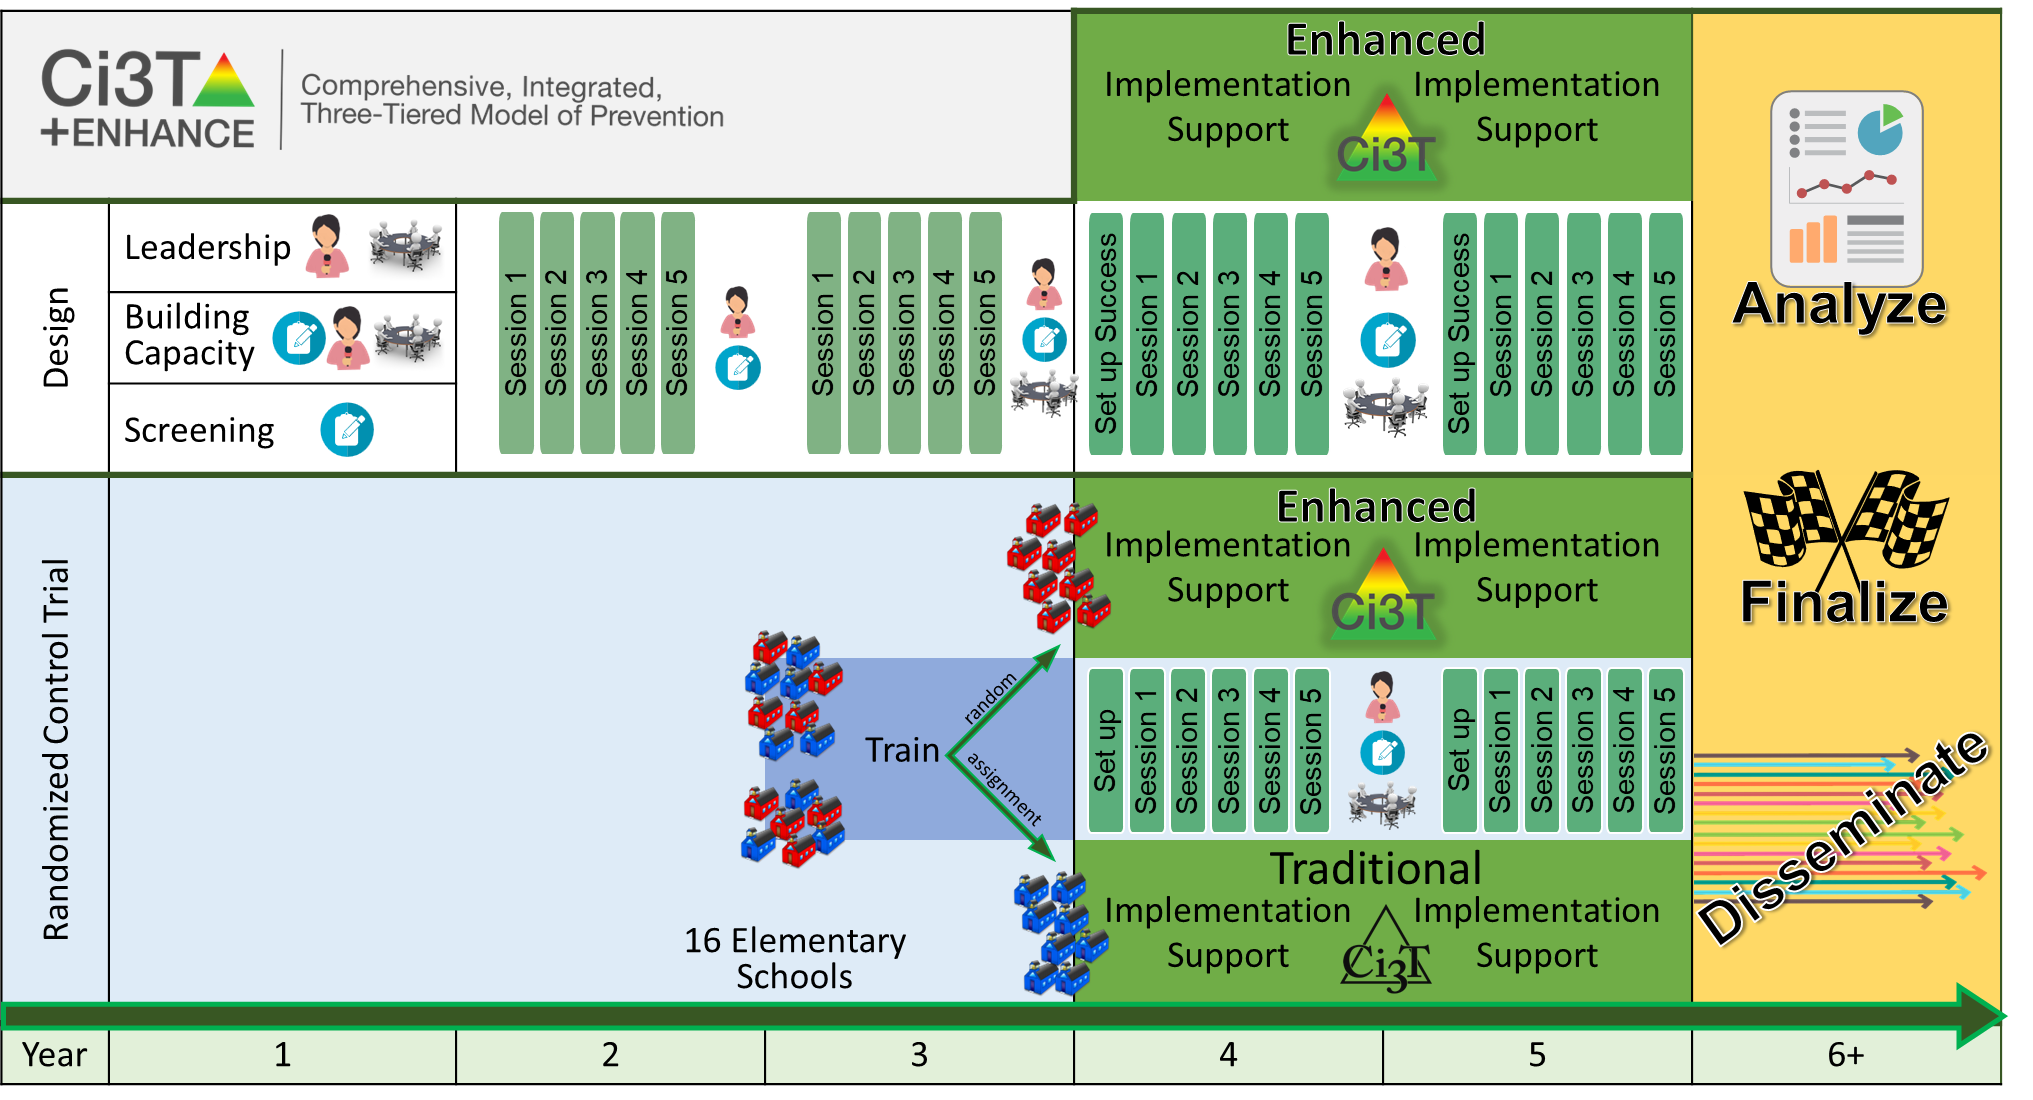 Ci3T
+ENHANCE
Comprehensive, Integrated,
Three-Tiered Model of Prevention
Enhanced
Implementation Support
Ci3T
Implementation Support
Design
Leadership
Building
Capacity
Screening
Session 1
Session 2
Session 3
Session 4
Session 5
Session 1
Session 2
Session 3
Session 4
Session 5
Set up Success
Session 1
Session 2
Session 3
Session 4
Session 5
Set up Success
Session 1
Session 2
Session 3
Session 4
Session 5
Analyze
Randomized Control Trial
16 Elementary
Schools
Train
random
assignment
Enhanced
Implementation Support
Ci3T
Implementation Support
Set up
Session 1
Session 2
Session 3
Session 4
Session 5
Set up
Session 1
Session 2
Session 3
Session 4
Session 5
Traditional
Implementation Support
Ci3T
Implementation Support
Finalize
Disseminate
Year 1 2 3 4 5 6+